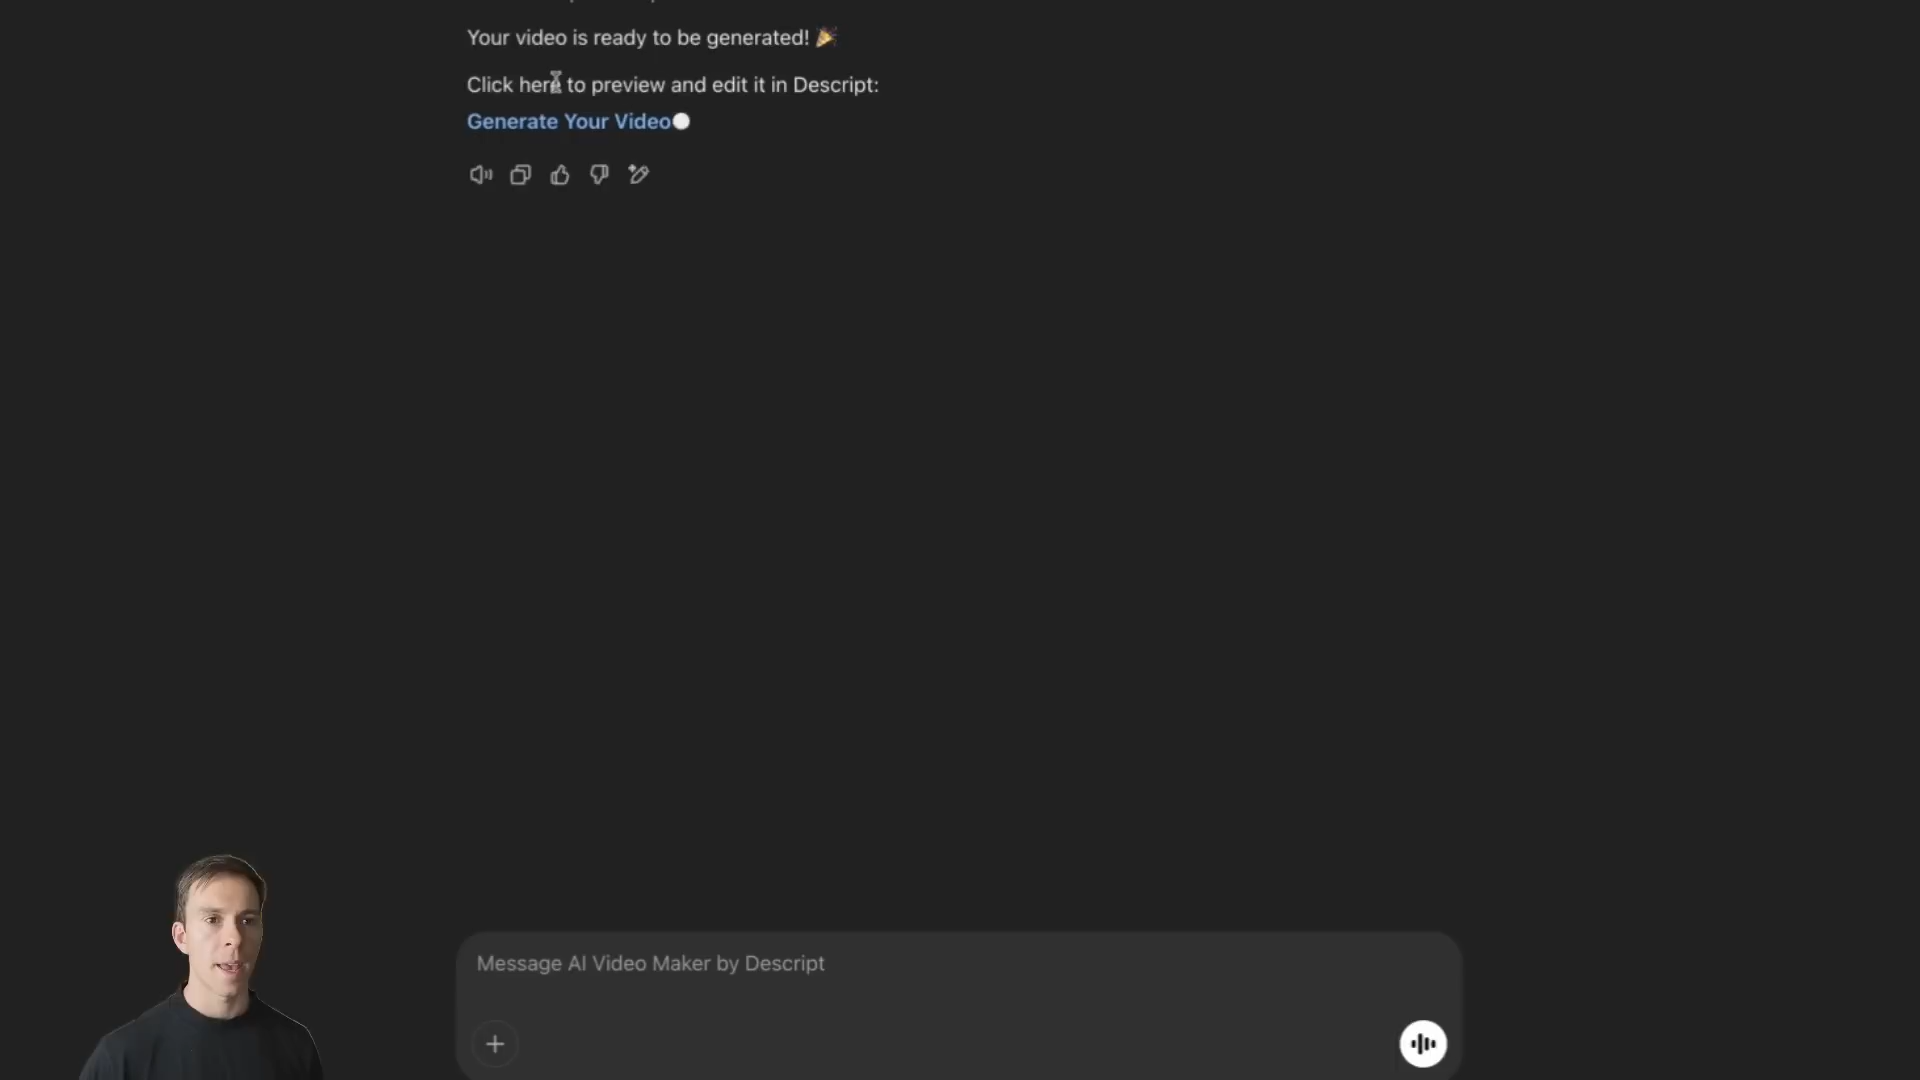 Your video is ready to be generated! 🎉
Click here to preview and edit it in Descript:
Generate Your Video
Message AI Video Maker by Descript